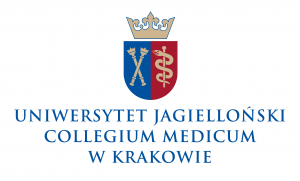 UNIWERSYTET JAGIELLOŃSKI
COLLEGIUM MEDICUM
W KRAKOWIE